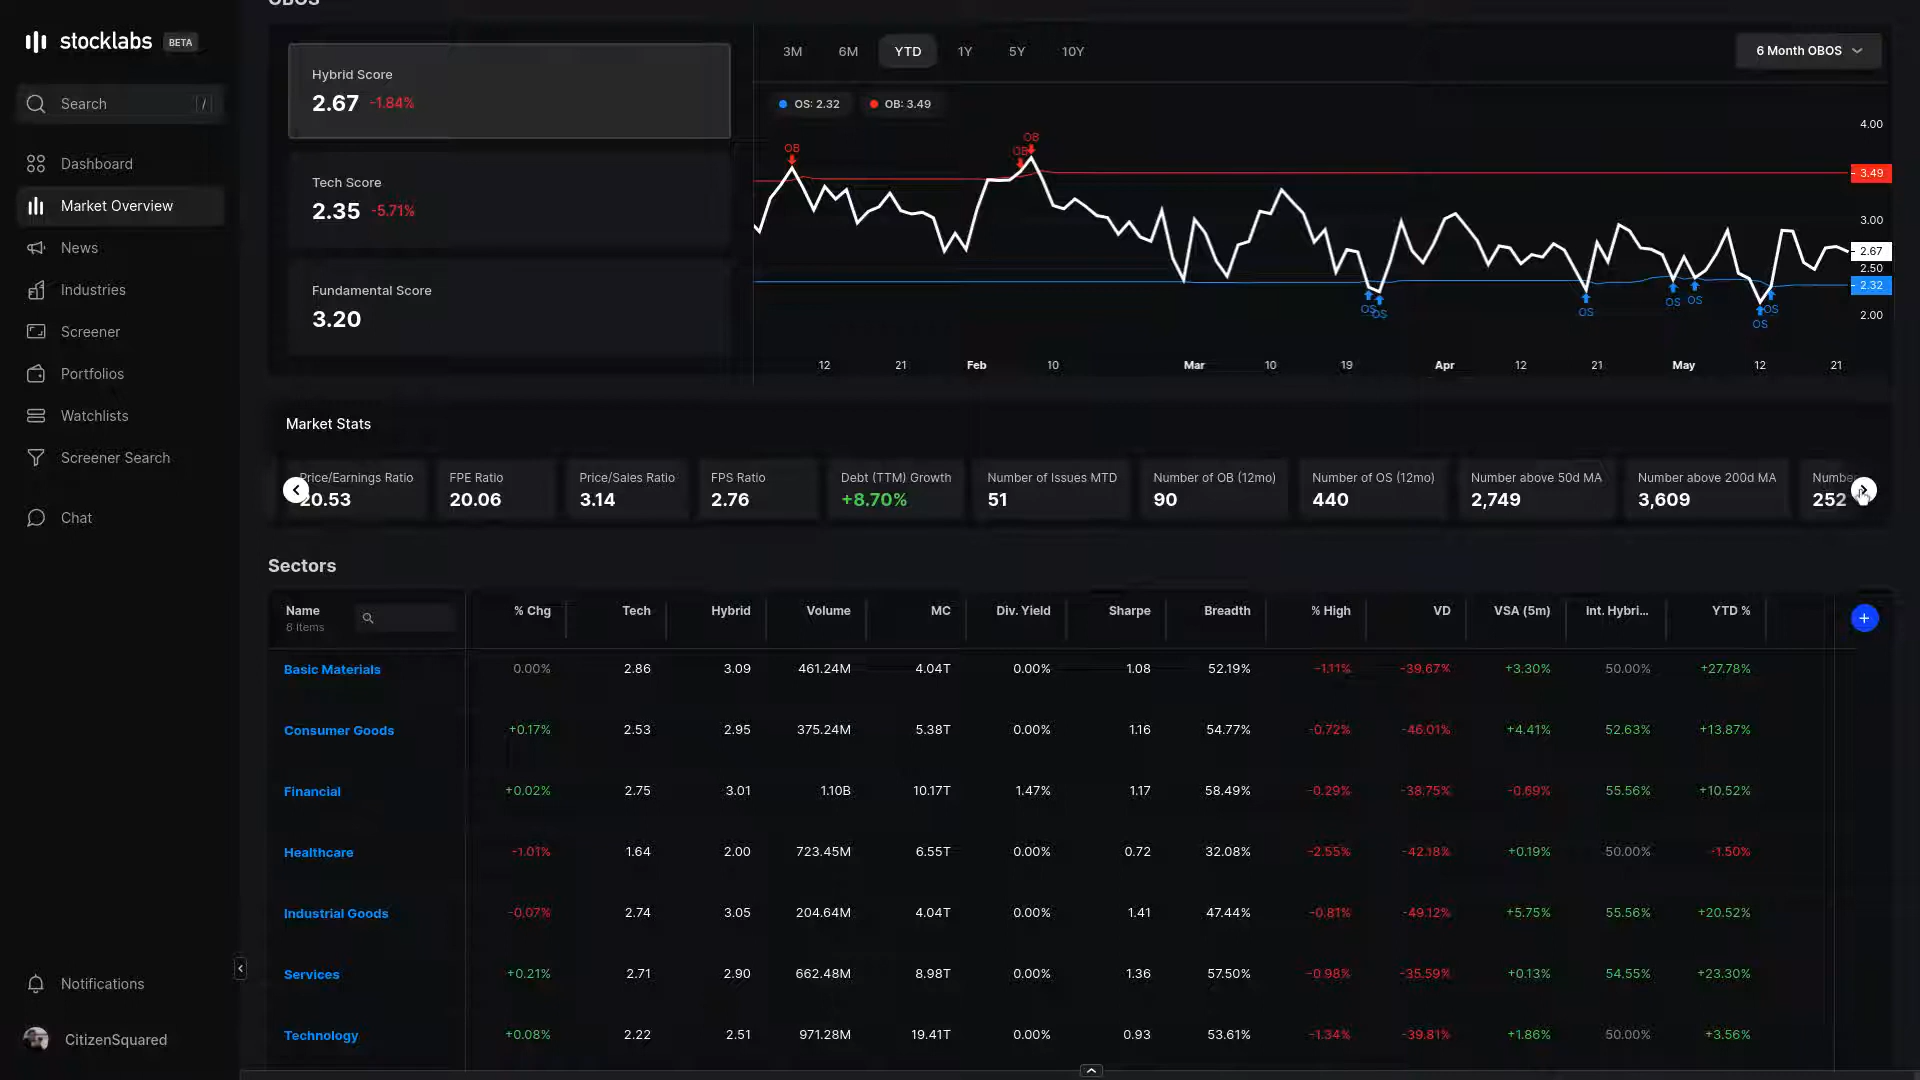 OBOS
stocklabs BETA
Search /
Dashboard
Market Overview
News
Industries
Screener
Portfolios
Watchlists
Screener Search
Chat
Notifications
CitizenSquared
Hybrid Score
2.67 -1.84%
Tech Score
2.35 -5.71%
Fundamental Score
3.20
3M 6M YTD 1Y 5Y 10Y
6 Month OBOS
OS: 2.32 OB: 3.49
4.00
3.49
3.00
2.67
2.50
2.32
2.00
OB
OB
OB
OS
OS
OS
OS
OS
OS
OS
12 21 Feb 10 Mar 10 19 Apr 12 21 May 12 21
Market Stats
Price/Earnings Ratio FPE Ratio Price/Sales Ratio FPS Ratio Debt (TTM) Growth Number of Issues MTD Number of OB (12mo) Number of OS (12mo) Number above 50d MA Number above 200d MA
20.53 20.06 3.14 2.76 +8.70% 51 90 440 2,749 3,609 252
Sectors
Name % Chg Tech Hybrid Volume MC Div. Yield Sharpe Breadth % High VD VSA (5m) Int. Hybri... YTD %
8 Items
Basic Materials 0.00% 2.86 3.09 461.24M 4.04T 0.00% 1.08 52.19% -1.11% -39.67% +3.30% 50.00% +27.78%
Consumer Goods +0.17% 2.53 2.95 375.24M 5.38T 0.00% 1.16 54.77% -0.72% -46.01% +4.41% 52.63% +13.87%
Financial +0.02% 2.75 3.01 1.10B 10.17T 1.47% 1.17 58.49% -0.29% -38.75% -0.69% 55.56% +10.52%
Healthcare -1.01% 1.64 2.00 723.45M 6.55T 0.00% 0.72 32.08% -2.55% -42.18% +0.19% 50.00% -1.50%
Industrial Goods -0.07% 2.74 3.05 204.64M 4.04T 0.00% 1.41 47.44% -0.81% -49.12% +5.75% 55.56% +20.52%
Services +0.21% 2.71 2.90 662.48M 8.98T 0.00% 1.36 57.50% -0.98% -35.59% +0.13% 54.55% +23.30%
Technology +0.08% 2.22 2.51 971.28M 19.41T 0.00% 0.93 53.61% -1.34% -39.81% +1.86% 50.00% +3.56%